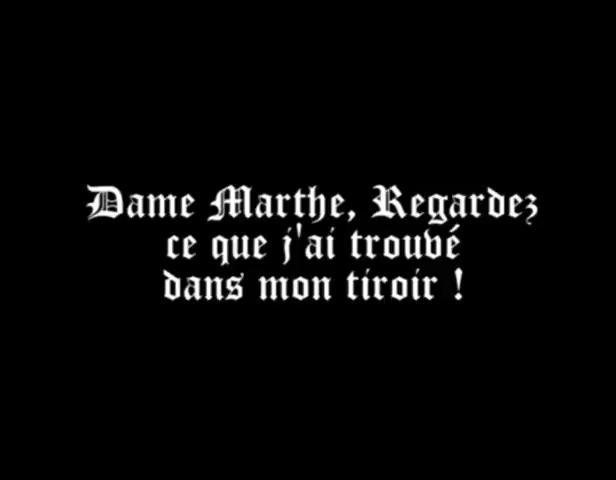 Dame Marthe, Regardez
ce que j'ai trouvé
dans mon tiroir !